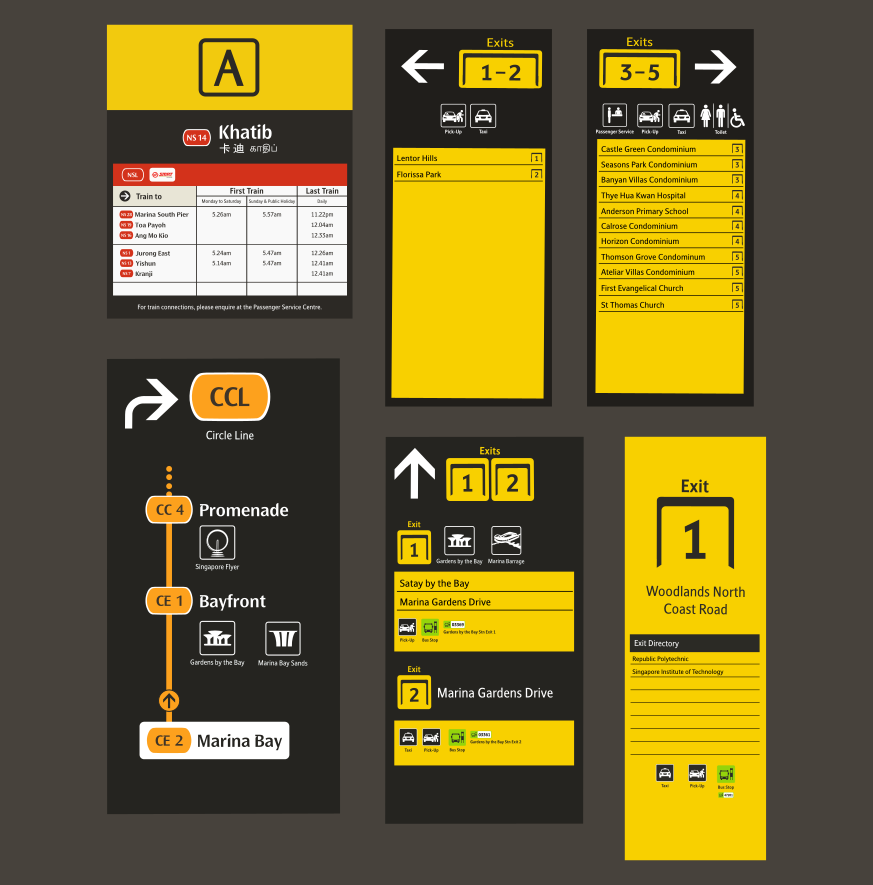 A
NS 14 Khatib
卡迪 காதிப்
NSL SMRT
Train to
First Train
Last Train
Monday to Saturday
Sunday & Public Holiday
Daily
NS 28 Marina South Pier 5.26am 5.57am 11.22pm
NS 19 Toa Payoh 12.04am
NS 16 Ang Mo Kio 12.33am
NS 1 Jurong East 5.24am 5.47am 12.26am
NS 13 Yishun 5.14am 5.47am 12.41am
NS 7 Kranji 12.41am
For train connections, please enquire at the Passenger Service Centre.
Exits
1-2
Pick-Up Taxi
Lentor Hills 1
Florissa Park 2
Exits
3-5
Passenger Service Pick-Up Taxi Toilet
Castle Green Condominium 3
Seasons Park Condominium 3
Banyan Villas Condominium 3
Thye Hua Kwan Hospital 4
Anderson Primary School 4
Calrose Condominium 4
Horizon Condominium 4
Thomson Grove Condominium 5
Ateliar Villas Condominium 5
First Evangelical Church 5
St Thomas Church 5
CCL
Circle Line
CC 4 Promenade
Singapore Flyer
CE 1 Bayfront
Gardens by the Bay Marina Bay Sands
CE 2 Marina Bay
Exits
1 2
Exit
1
Gardens by the Bay Marina Barrage
Satay by the Bay
Marina Gardens Drive
03369
Gardens by the Bay Stn Exit 1
Pick-Up Bus Stop
Exit
2 Marina Gardens Drive
03361
Gardens by the Bay Stn Exit 2
Taxi Pick-Up Bus Stop
Exit
1
Woodlands North
Coast Road
Exit Directory
Republic Polytechnic
Singapore Institute of Technology
Taxi Pick-Up Bus Stop